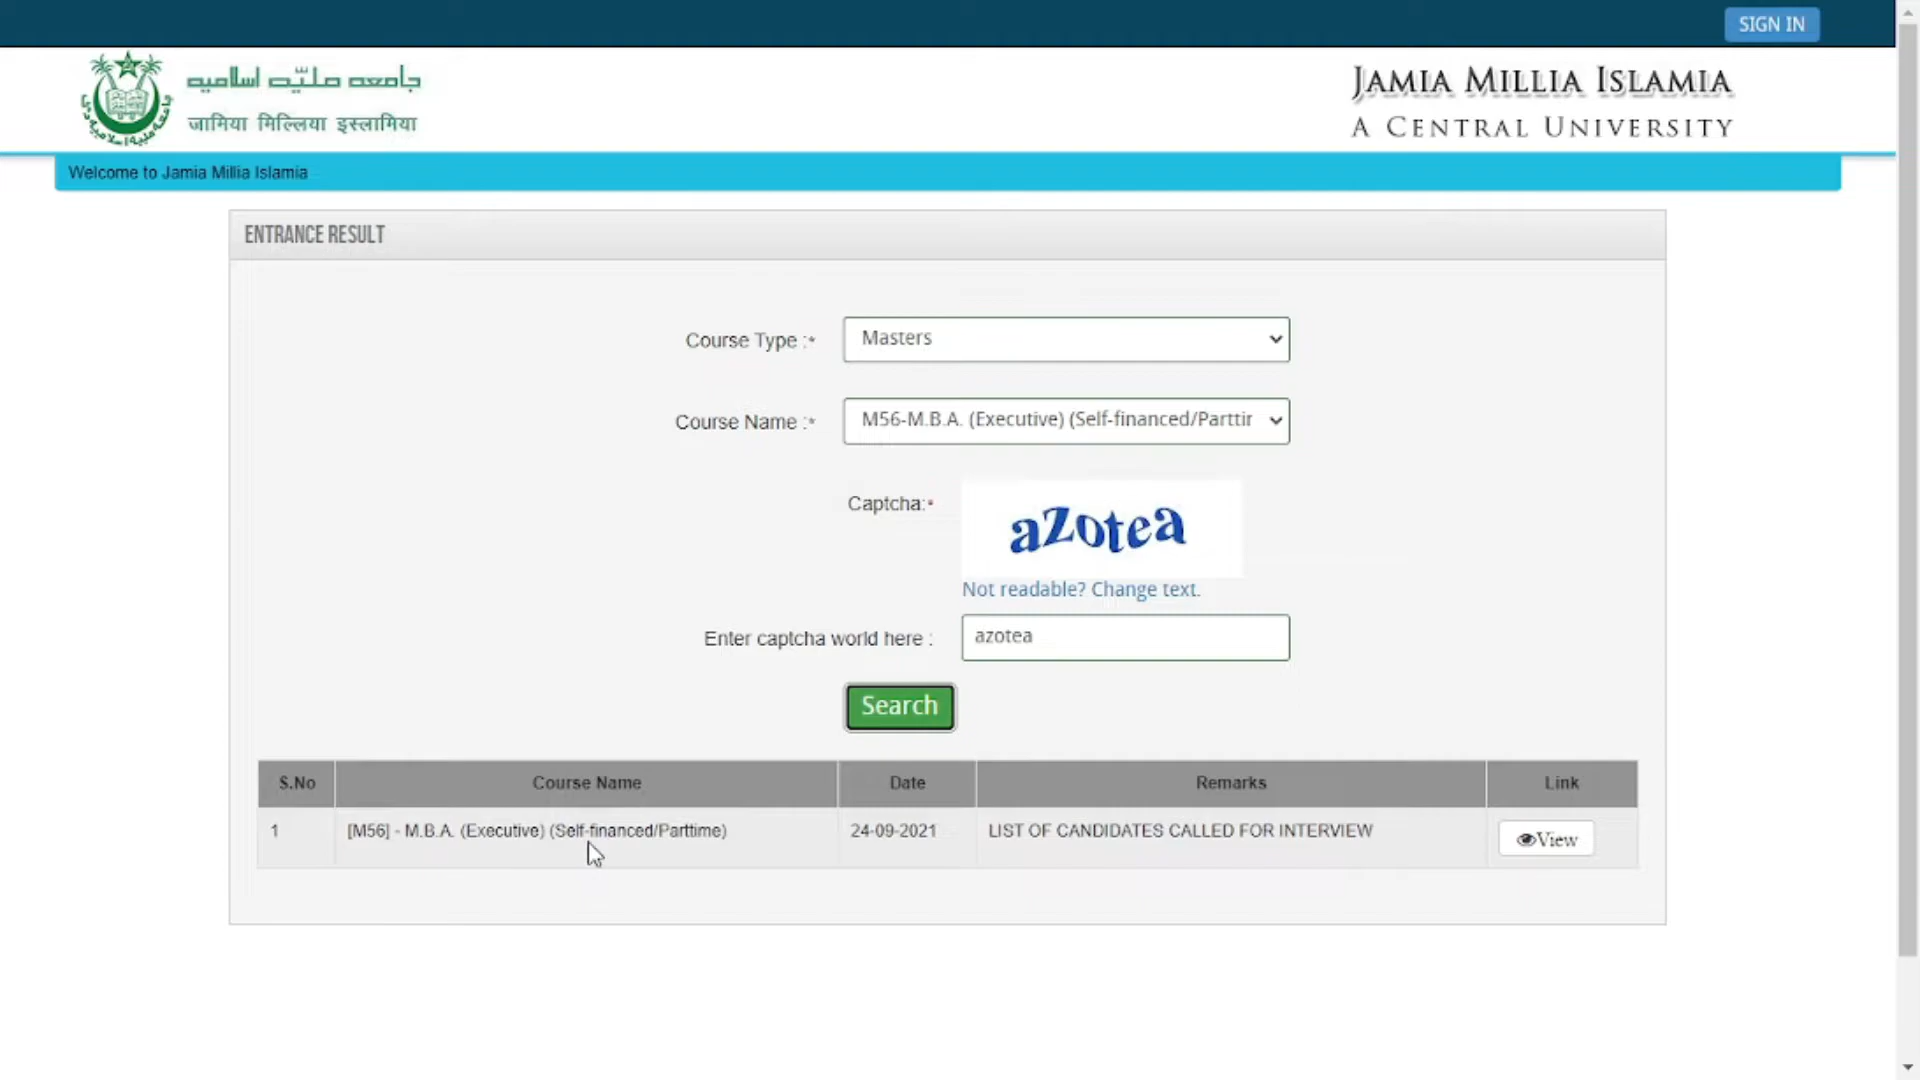 SIGN IN
جامعہ ملیّہ اسلامیہ
जामिया मिल्लिया इस्लामिया
JAMIA MILLIA ISLAMIA
A CENTRAL UNIVERSITY
Welcome to Jamia Millia Islamia
ENTRANCE RESULT
Course Type :* Masters
Course Name :* M56-M.B.A. (Executive) (Self-financed/Parttir
Captcha:* azotea
Not readable? Change text.
Enter captcha world here : azotea
Search
S.No Course Name Date Remarks Link
1 [M56] - M.B.A. (Executive) (Self-financed/Parttime) 24-09-2021 LIST OF CANDIDATES CALLED FOR INTERVIEW View